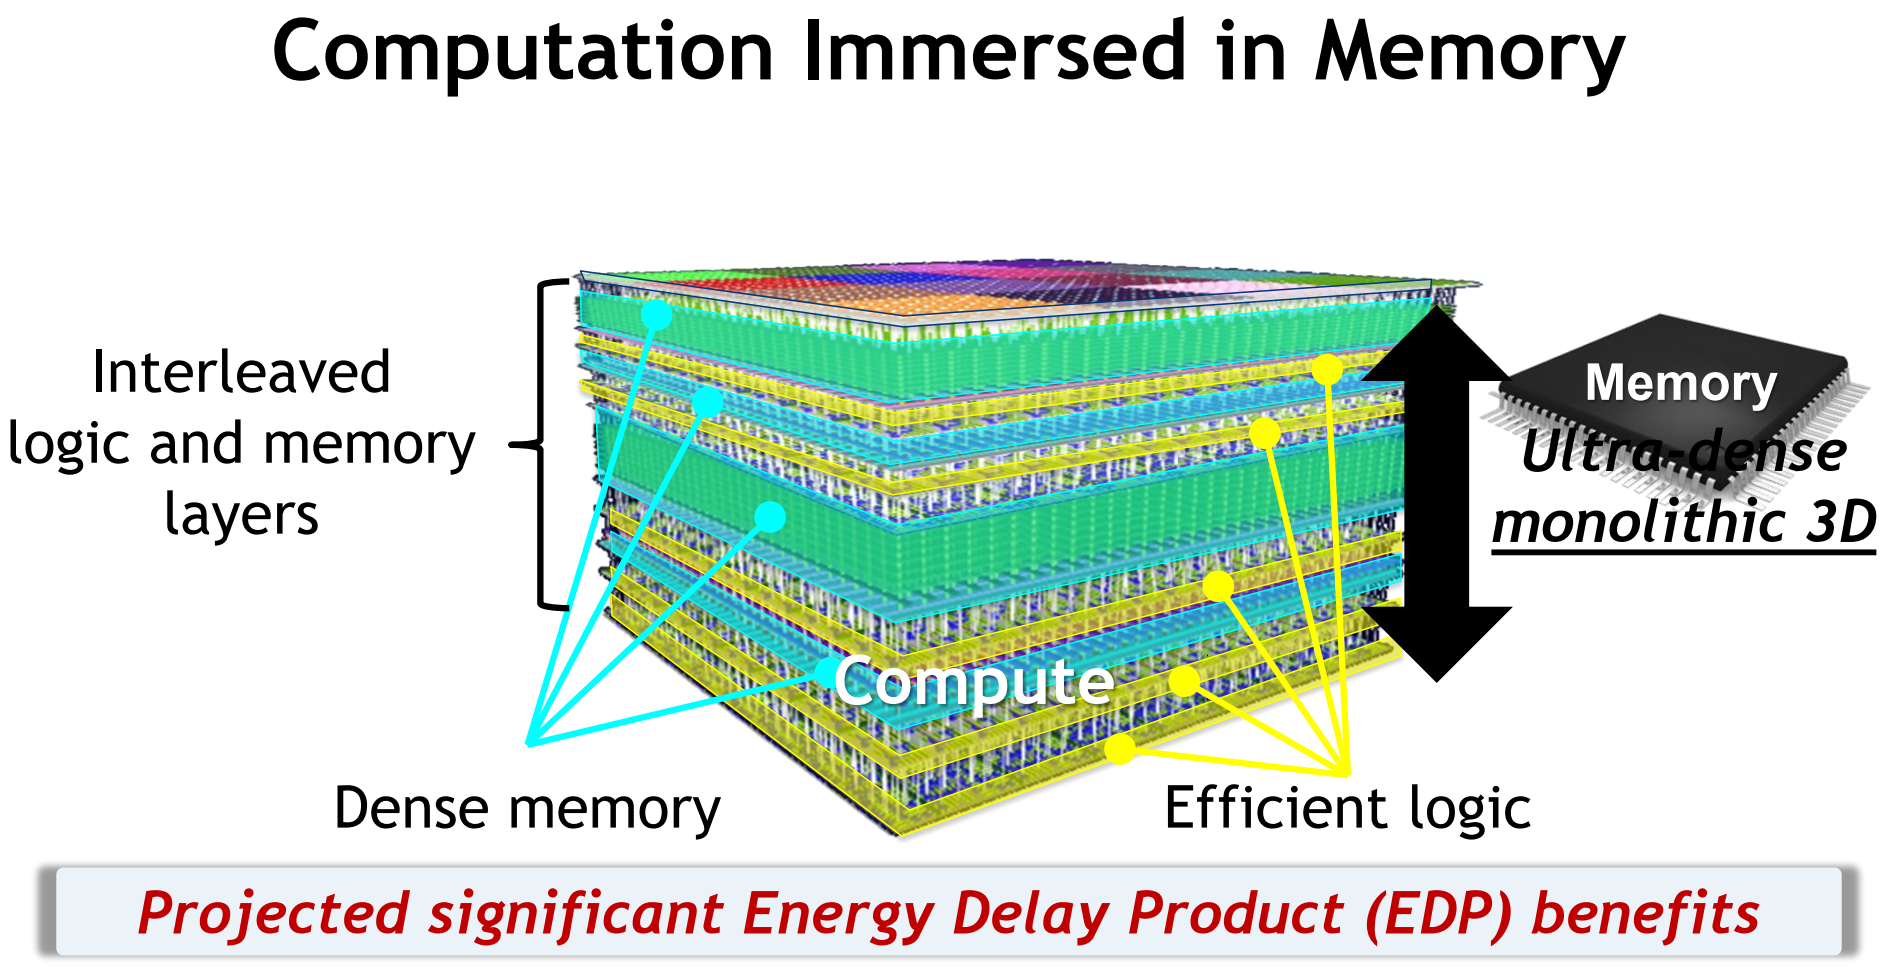 Computation Immersed in Memory
Interleaved
logic and memory
layers
Memory
Ultra-dense
monolithic 3D
Compute
Dense memory
Efficient logic
Projected significant Energy Delay Product (EDP) benefits